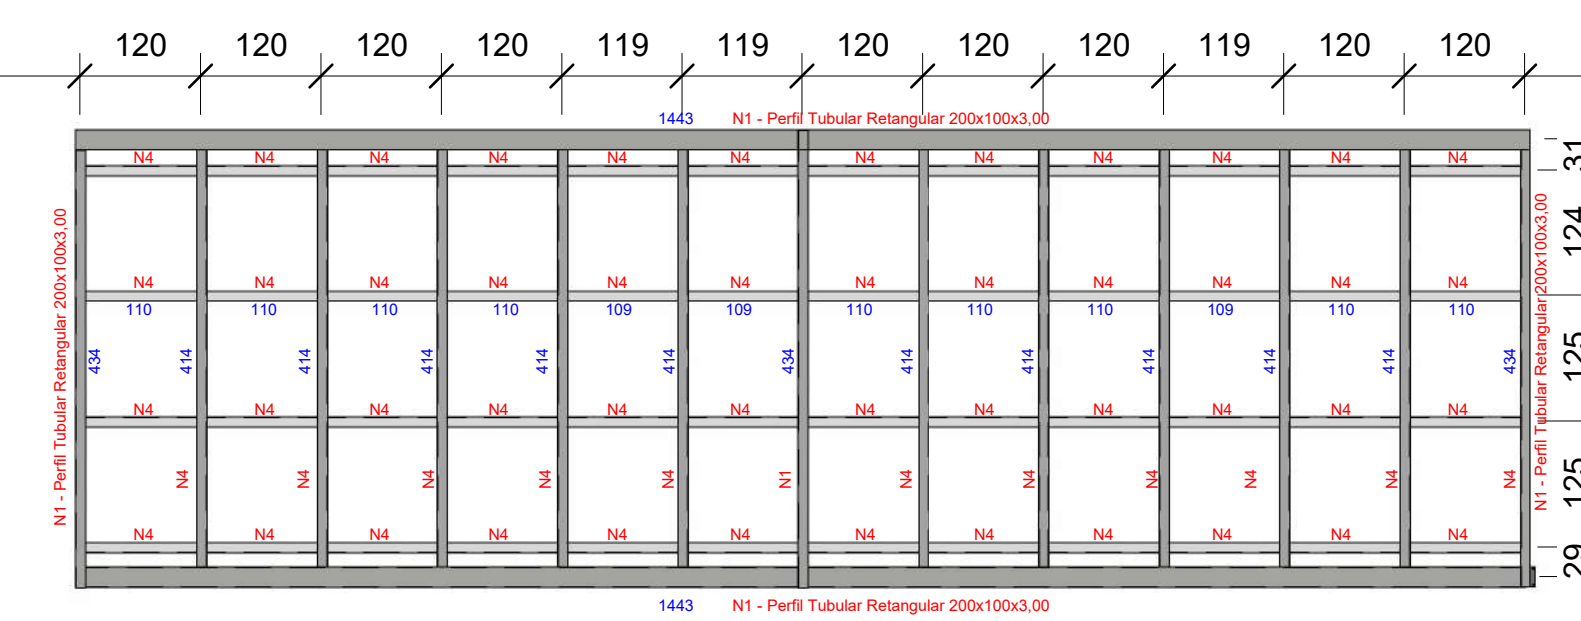 120 120 120 120 119 119 120 120 120 119 120 120
1443 N1 - Perfil Tubular Retangular 200x100x3,00
N4 N4 N4 N4 N4 N4 N4 N4 N4 N4 N4 N4
31
N1 - Perfil Tubular Retangular 200x100x3,00
N1 - Perfil Tubular Retangular 200x100x3,00
124
N4 N4 N4 N4 N4 N4 N4 N4 N4 N4 N4 N4
110 110 110 110 109 109 110 110 110 109 110 110
434 414 414 414 414 414 434 414 414 414 414 414 434
125
N4 N4 N4 N4 N4 N4 N4 N4 N4 N4 N4 N4
N4 N4 N4 N4 N4 N1 N4 N4 N4 N4 N4 N4
125
N4 N4 N4 N4 N4 N4 N4 N4 N4 N4 N4 N4
29
1443 N1 - Perfil Tubular Retangular 200x100x3,00